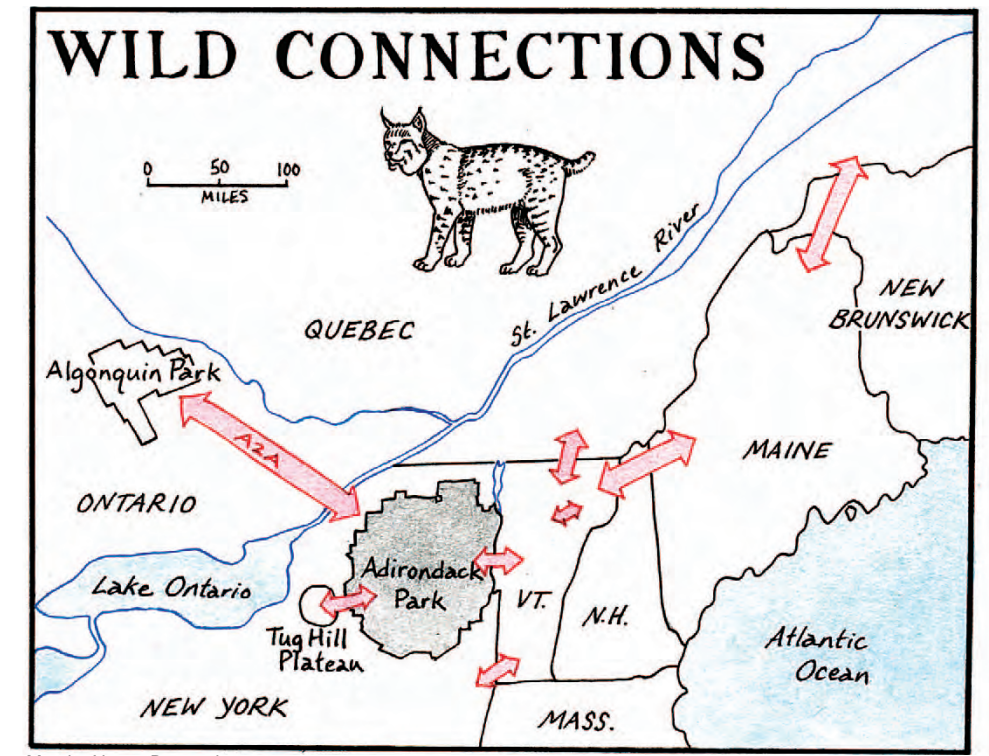 WILD CONNECTIONS
0 50 100
MILES
St. Lawrence River
QUEBEC
NEW
BRUNSWICK
Algonquin Park
A2A
MAINE
ONTARIO
Lake Ontario
Adirondack
Park
VT.
N.H.
Tug Hill
Plateau
Atlantic
Ocean
NEW YORK
MASS.